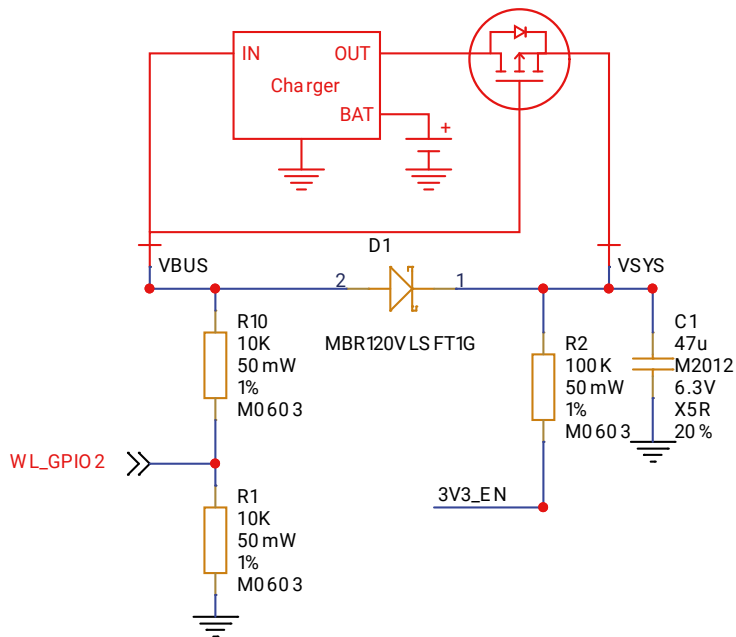 IN
OUT
Charger
BAT
+
D1
VBUS
VSYS
2
1
R10
10K
50mW
1%
M0603
MBR120VLSFT1G
R2
100K
50mW
1%
M0603
C1
47u
M2012
6.3V
X5R
20%
WL_GPIO2
3V3_EN
R1
10K
50mW
1%
M0603